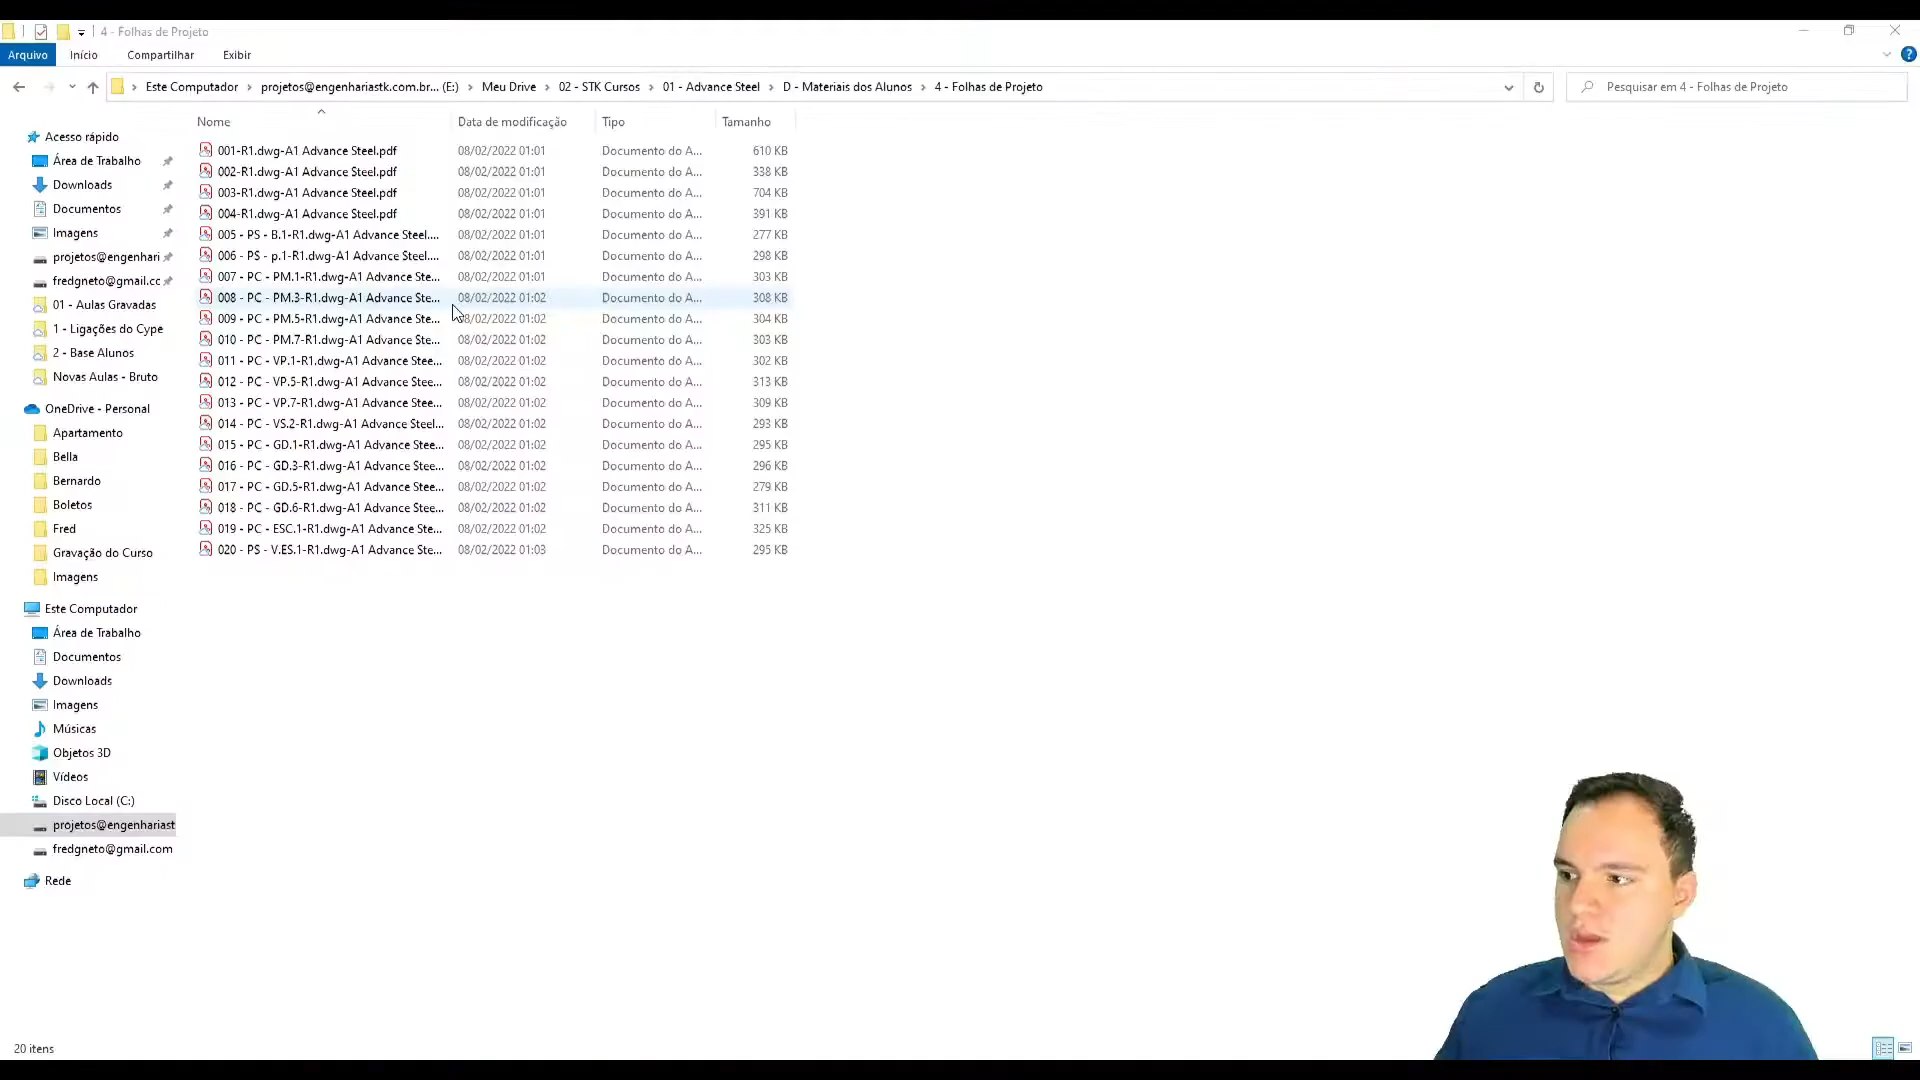 4 - Folhas de Projeto
Arquivo Início Compartilhar Exibir
Este Computador projetos@engenhariastk.com.br... (E:) Meu Drive 02 - STK Cursos 01 - Advance Steel D - Materiais dos Alunos 4 - Folhas de Projeto
Pesquisar em 4 - Folhas de Projeto
Nome Data de modificação Tipo Tamanho
001-R1.dwg-A1 Advance Steel.pdf 08/02/2022 01:01 Documento do A... 610 KB
002-R1.dwg-A1 Advance Steel.pdf 08/02/2022 01:01 Documento do A... 338 KB
003-R1.dwg-A1 Advance Steel.pdf 08/02/2022 01:01 Documento do A... 704 KB
004-R1.dwg-A1 Advance Steel.pdf 08/02/2022 01:01 Documento do A... 391 KB
005 - PS - B.1-R1.dwg-A1 Advance Steel.... 08/02/2022 01:01 Documento do A... 277 KB
006 - PS - p.1-R1.dwg-A1 Advance Steel.... 08/02/2022 01:01 Documento do A... 298 KB
007 - PC - PM.1-R1.dwg-A1 Advance Ste... 08/02/2022 01:01 Documento do A... 303 KB
008 - PC - PM.3-R1.dwg-A1 Advance Ste... 08/02/2022 01:02 Documento do A... 308 KB
009 - PC - PM.5-R1.dwg-A1 Advance Ste... 08/02/2022 01:02 Documento do A... 304 KB
010 - PC - PM.7-R1.dwg-A1 Advance Ste... 08/02/2022 01:02 Documento do A... 303 KB
011 - PC - VP.1-R1.dwg-A1 Advance Stee... 08/02/2022 01:02 Documento do A... 302 KB
012 - PC - VP.5-R1.dwg-A1 Advance Stee... 08/02/2022 01:02 Documento do A... 313 KB
013 - PC - VP.7-R1.dwg-A1 Advance Stee... 08/02/2022 01:02 Documento do A... 309 KB
014 - PC - VS.2-R1.dwg-A1 Advance Steel... 08/02/2022 01:02 Documento do A... 293 KB
015 - PC - GD.1-R1.dwg-A1 Advance Stee... 08/02/2022 01:02 Documento do A... 295 KB
016 - PC - GD.3-R1.dwg-A1 Advance Stee... 08/02/2022 01:02 Documento do A... 296 KB
017 - PC - GD.5-R1.dwg-A1 Advance Stee... 08/02/2022 01:02 Documento do A... 279 KB
018 - PC - GD.6-R1.dwg-A1 Advance Stee... 08/02/2022 01:02 Documento do A... 311 KB
019 - PC - ESC.1-R1.dwg-A1 Advance Ste... 08/02/2022 01:02 Documento do A... 325 KB
020 - PS - V.ES.1-R1.dwg-A1 Advance Ste... 08/02/2022 01:03 Documento do A... 295 KB
Acesso rápido
Área de Trabalho
Downloads
Documentos
Imagens
projetos@engenhari
fredgneto@gmail.cc
01 - Aulas Gravadas
1 - Ligações do Cype
2 - Base Alunos
Novas Aulas - Bruto
OneDrive - Personal
Apartamento
Bella
Bernardo
Boletos
Fred
Gravação do Curso
Imagens
Este Computador
Área de Trabalho
Documentos
Downloads
Imagens
Músicas
Objetos 3D
Vídeos
Disco Local (C:)
projetos@engenhariast
fredgneto@gmail.com
Rede
20 itens